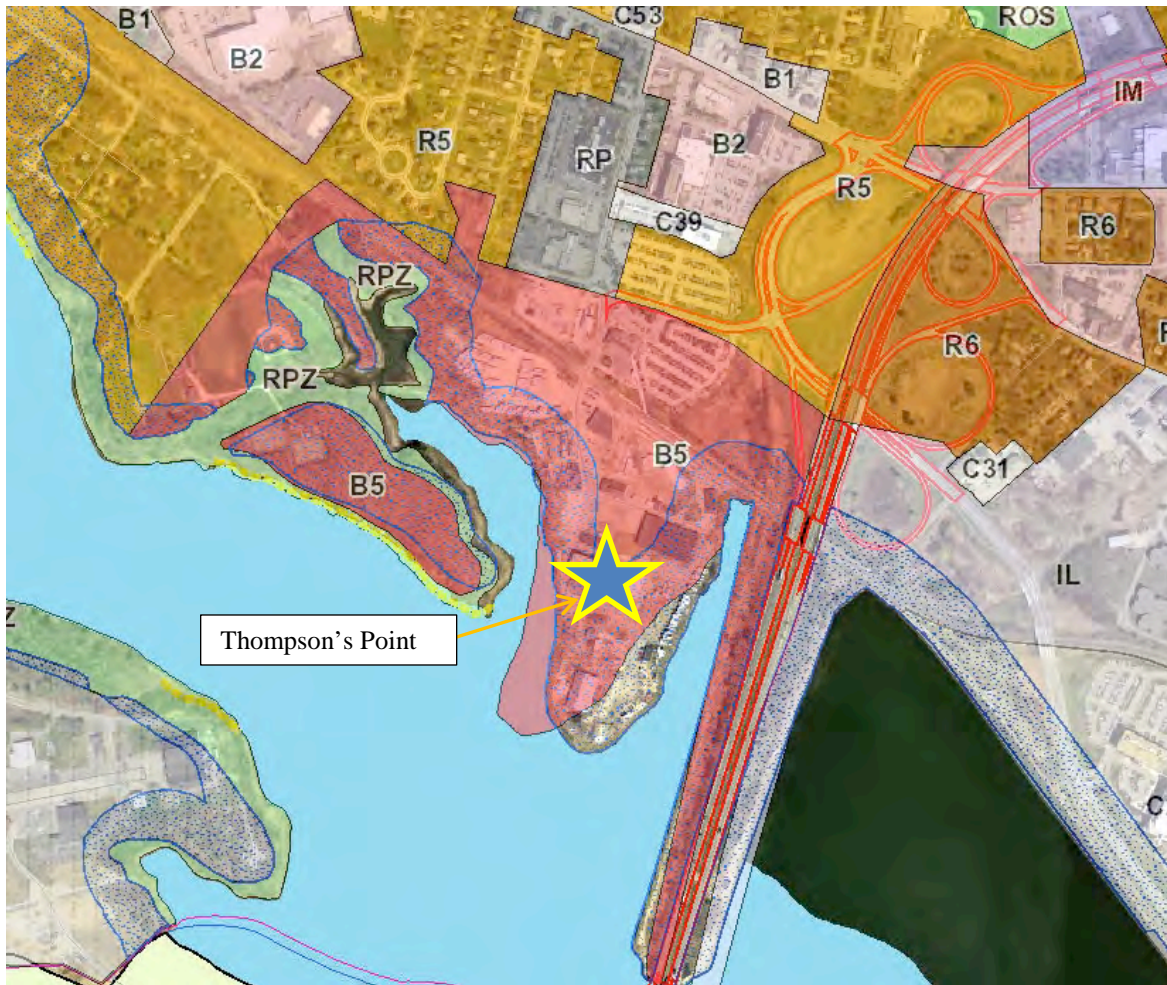 B1
C53
ROS
B2
B1
IM
R5
RP
B2
R5
C39
R6
RPZ
R6
RPZ
B5
C31
B5
IL
Thompson's Point
Z
C